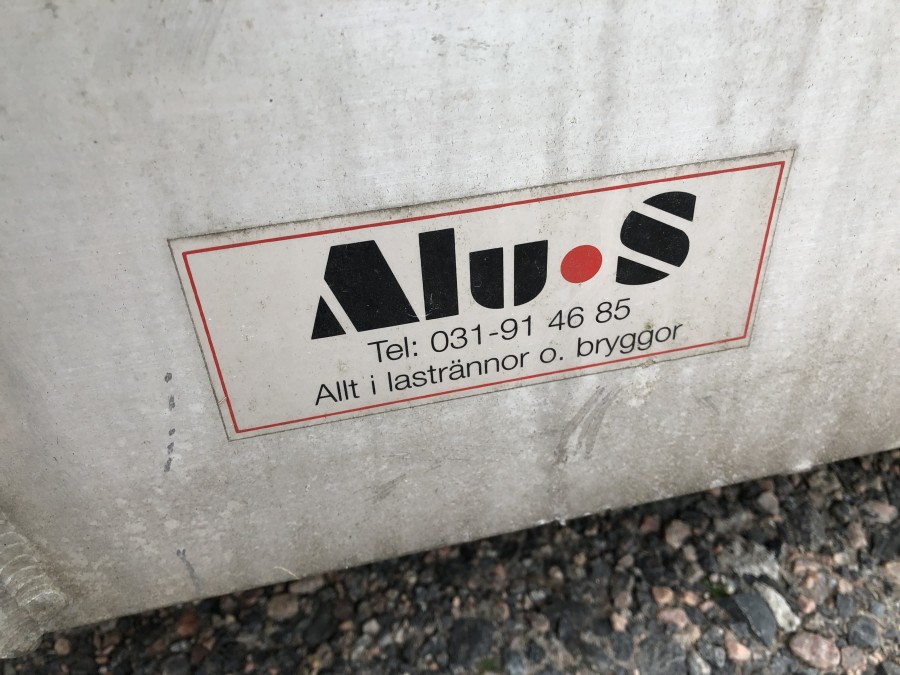 Alu•S
Tel: 031-91 46 85
Allt i lastrännor o. bryggor